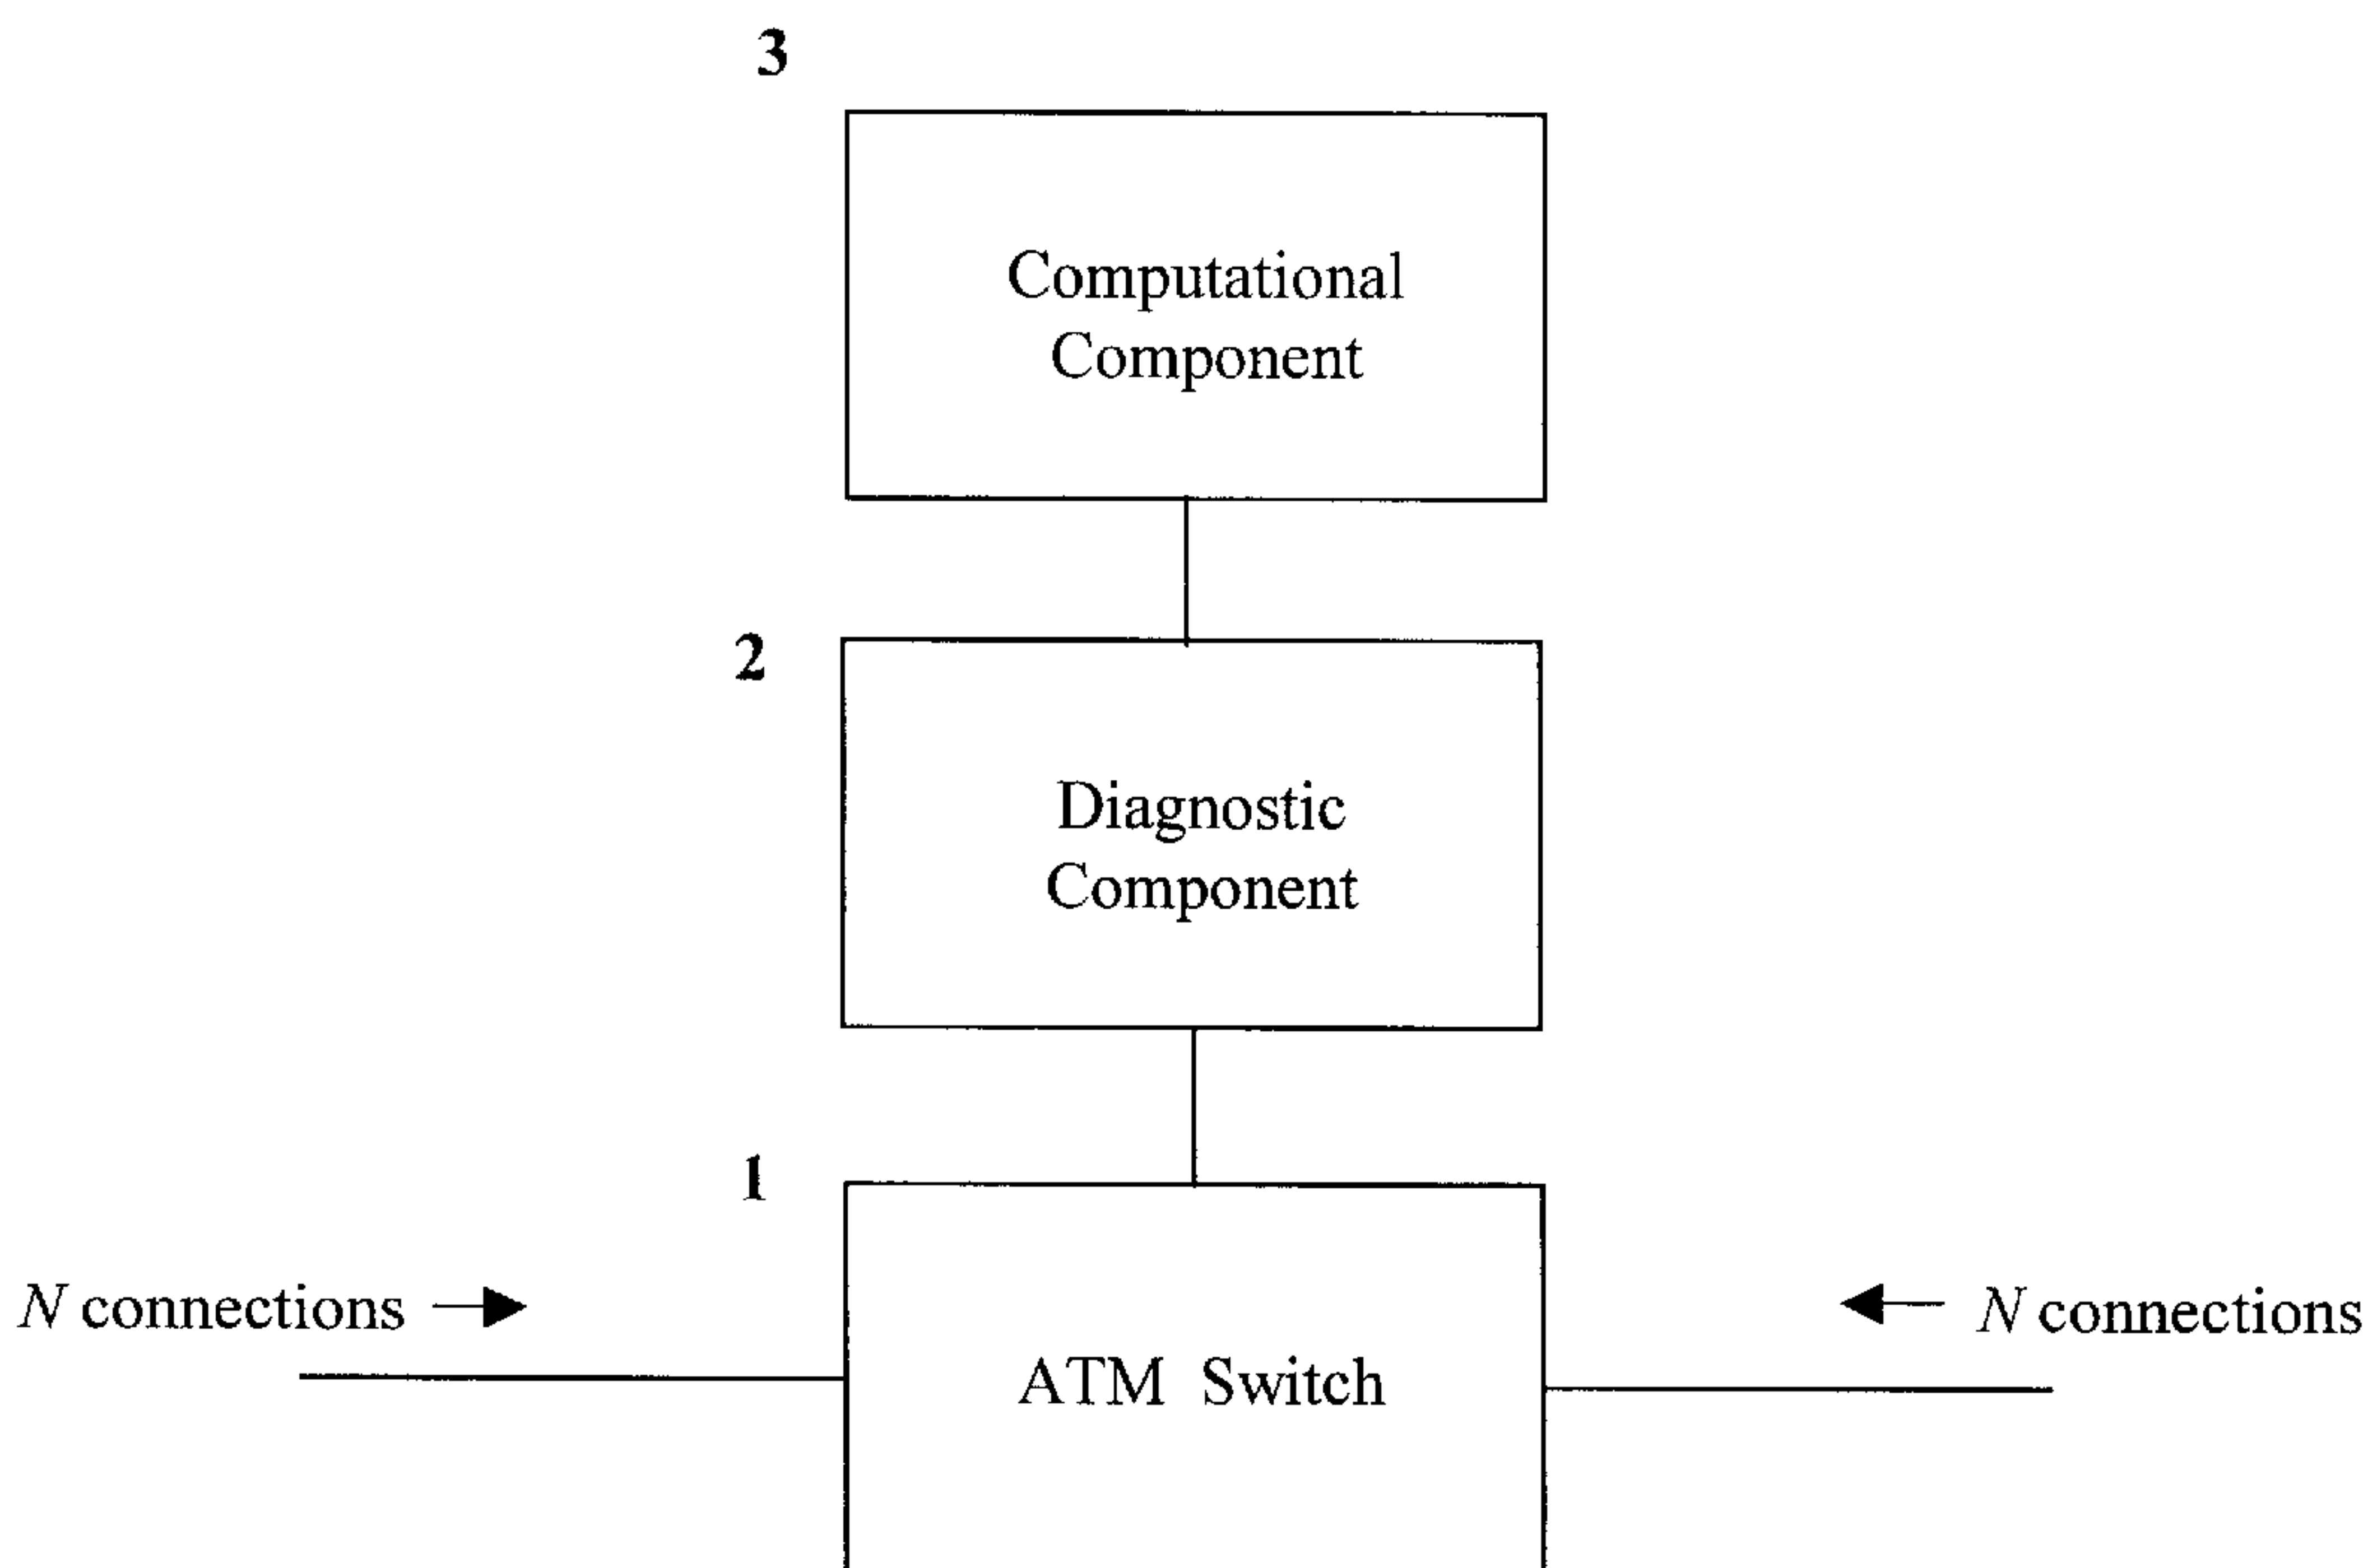 3
Computational
Component
2
Diagnostic
Component
1
N connections
N connections
ATM Switch